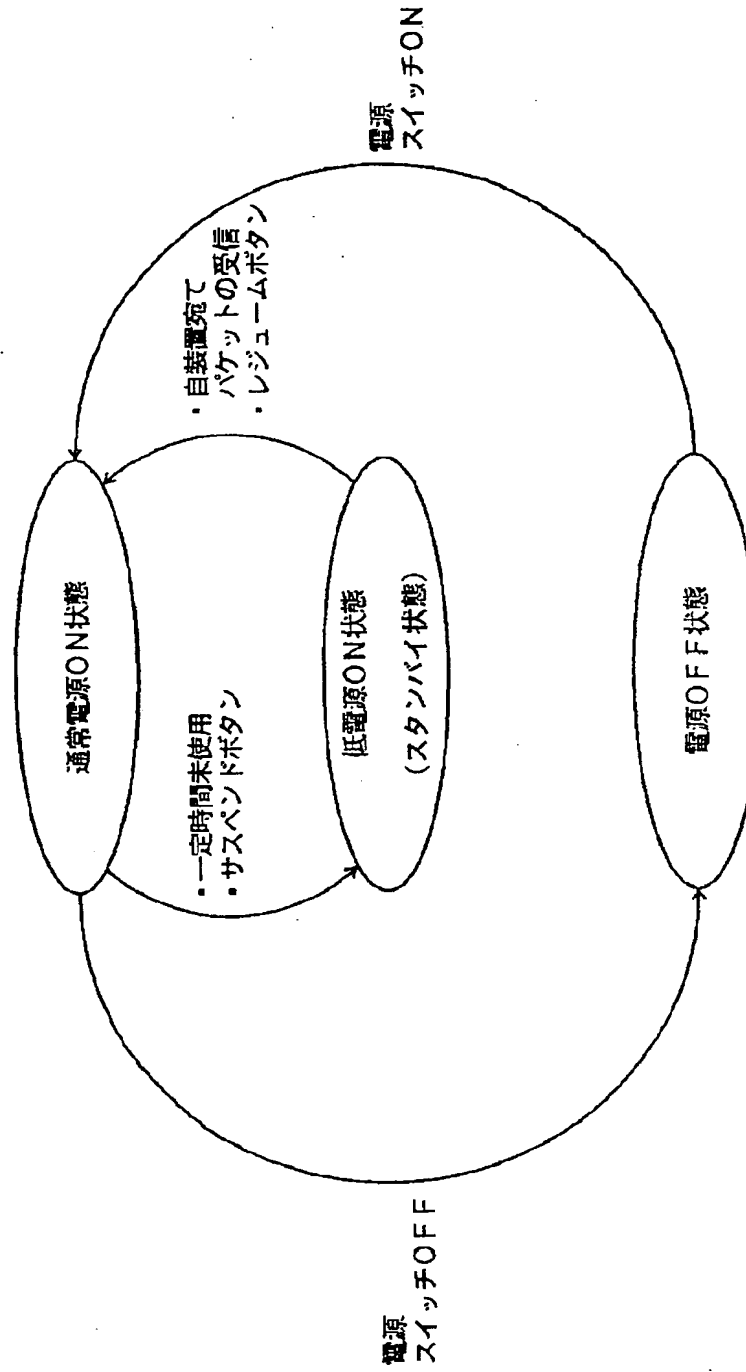 通常電源ON状態
・一定時間未使用
・サスペンドボタン
・自装置宛て
パケットの受信
・レジュームボタン
低電源ON状態
(スタンバイ状態)
電源OFF状態
電源
スイッチOFF
電源
スイッチON